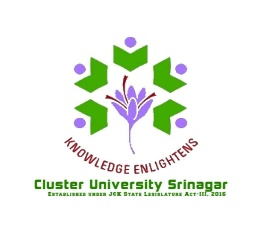 KNOWLEDGE ENLIGHTENS
Cluster University Srinagar
Established under J&K State Legislature Act-III, 2016